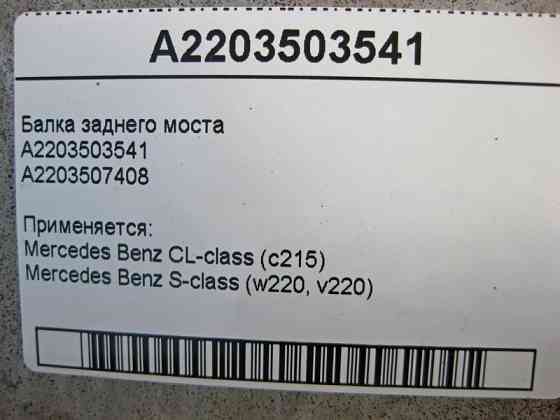 A2203503541
Балка заднего моста
A2203503541
A2203507408
Применяется:
Mercedes Benz CL-class (c215)
Mercedes Benz S-class (w220, v220)